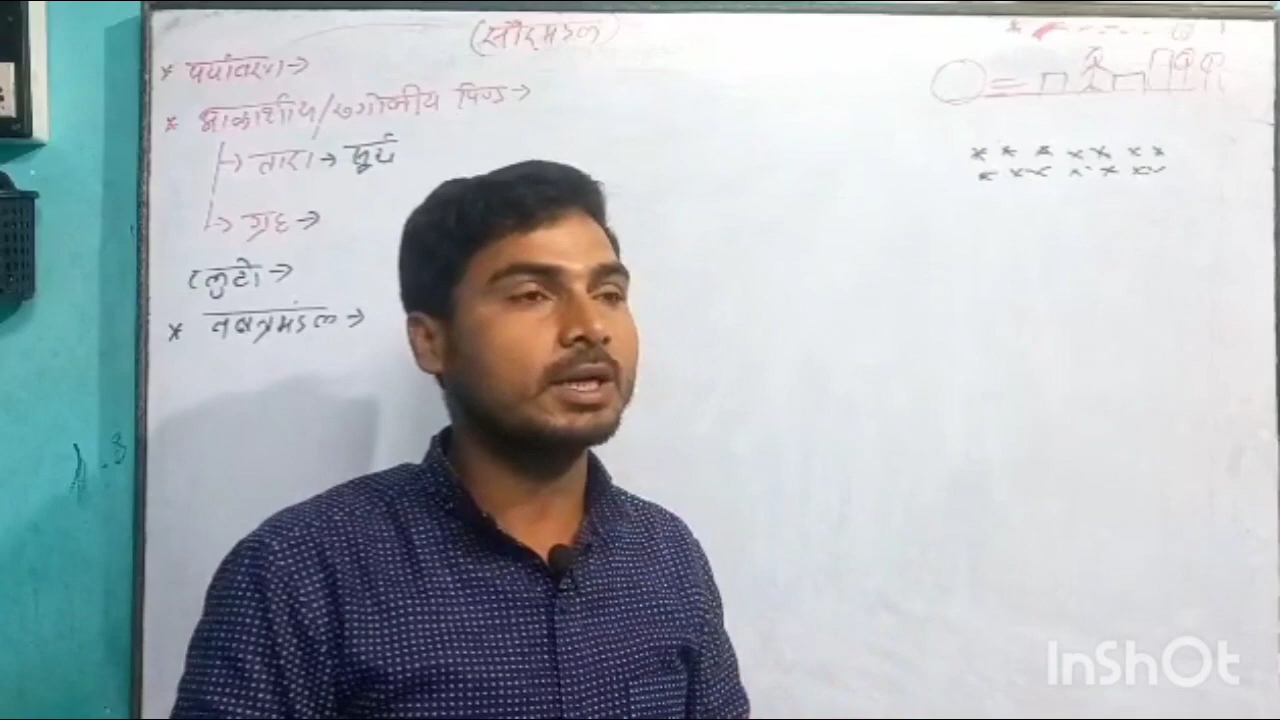 (सौरमंडल)
* पर्यावरण →
* आकाशीय/खगोलीय पिण्ड →
→ तारा → सूर्य
→ ग्रह →
प्लुटो →
* नक्षत्रमंडल →
InShOt